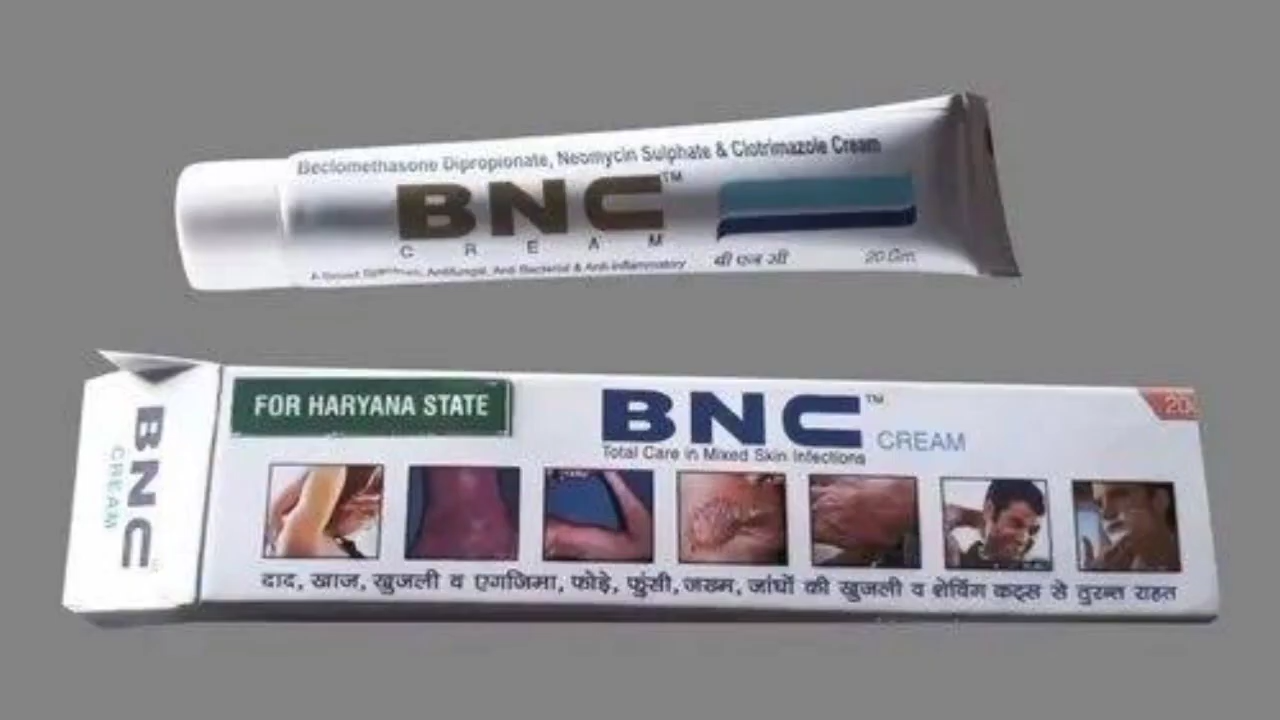 Beclomethasone Dipropionate, Neomycin Sulphate & Clotrimazole Cream
BNC™
CREAM
Antifungal, Anti Bacterial & Anti-inflammatory
बी एन सी
20 Gm.
BNC
CREAM
FOR HARYANA STATE
BNC™ CREAM
Total Care in Mixed Skin Infections
दाद, खाज, खुजली व एगजिमा, फोड़े, फुंसी, जख्म, जांघों की खुजली व शेविंग कट्स से तुरन्त राहत